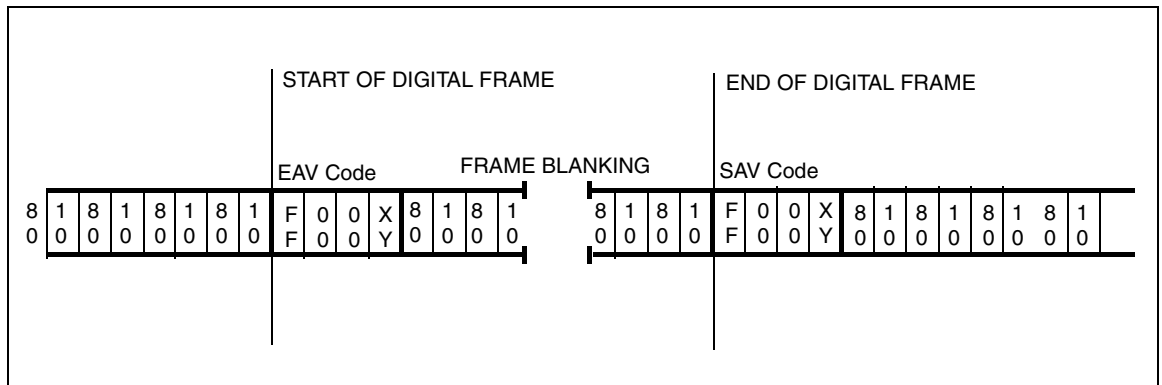 START OF DIGITAL FRAME
END OF DIGITAL FRAME
EAV Code
FRAME BLANKING
SAV Code
8 1 8 1 8 1 8 1 F 0 0 X 8 1 8 1 8 1 8 1 F 0 0 X 8 1 8 1 8 1 8 1
0 0 0 0 0 0 0 0 F 0 0 Y 0 0 0 0 0 0 0 0 F 0 0 Y 0 0 0 0 0 0 0 0